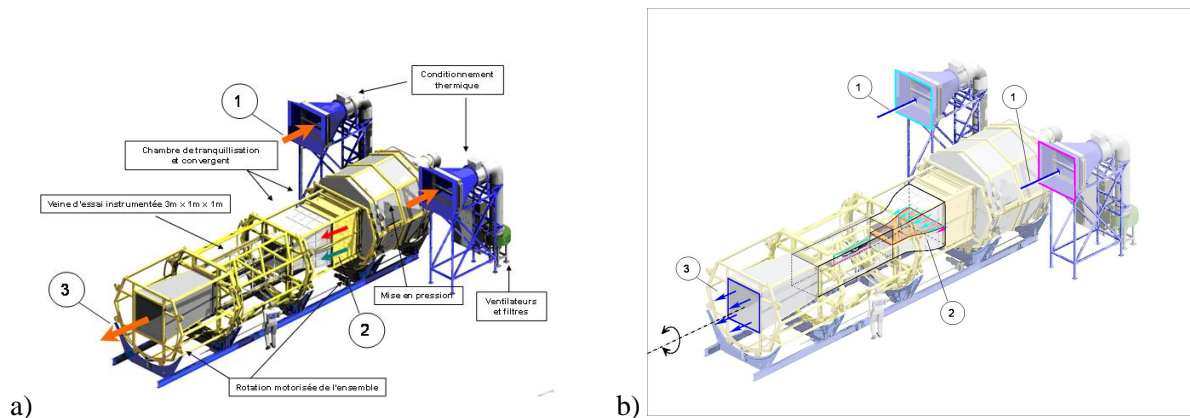 Conditionnement
thermique
1
Chambre de tranquillisation
et convergent
Veine d'essai instrumentée 3m x 1m x 1m
3
Mise en pression
2
Ventilateurs
et filtres
Rotation motorisée de l'ensemble
a)
1
1
3
2
b)